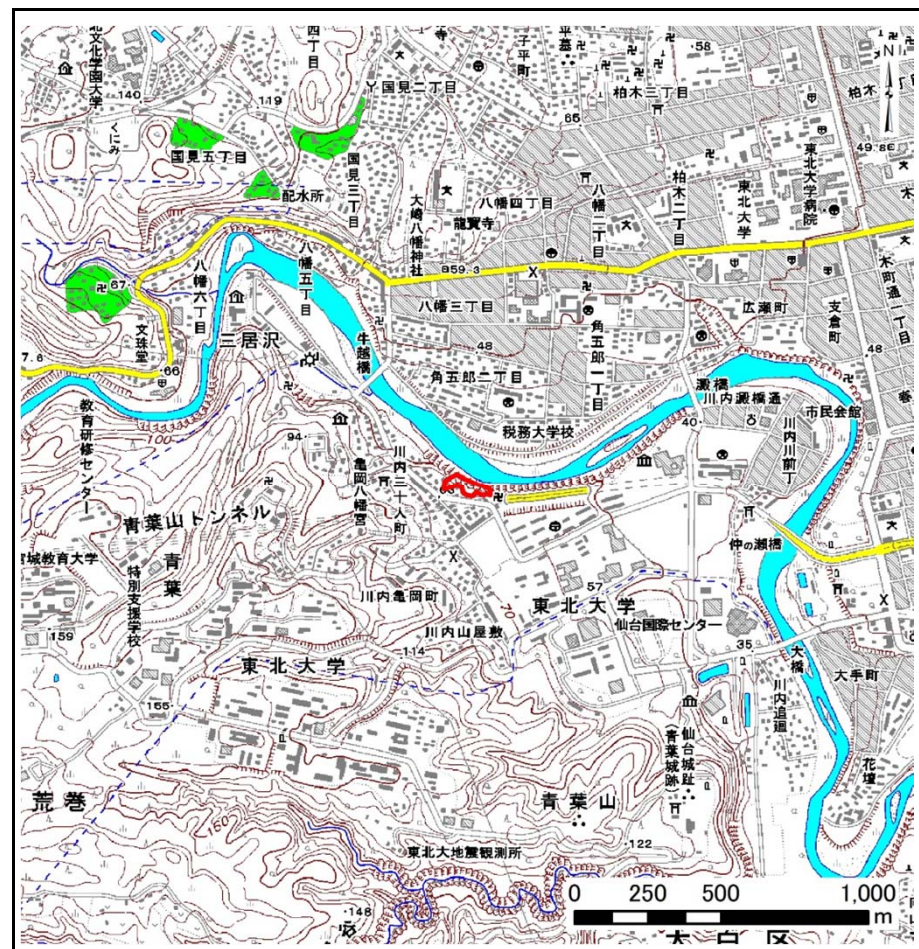 北文化学園大学
140
くにみ
119
四丁目
国見二丁目
子平町
58
柏木三丁目
65
49.86
N
国見五丁目
国見三丁目
配水所
大崎八幡神社
八幡四丁目
龍寳寺
八幡二丁目
柏木二丁目
東北大学
東北大学病院
木町通一丁目
67
八幡六丁目
八幡五丁目
59.3
八幡三丁目
広瀬町
支倉町
文珠堂
三居沢
牛越橋
48
角五郎一丁目
角五郎二丁目
48
66
教育研修センター
100
94
税務大学校
澱橋
川内澱橋通
40
市民会館
川内川前丁
亀岡八幡宮
川内三十人町
青葉山トンネル
宮城教育大学
特別支援学校
青葉
159
川内亀岡町
57
70
東北大学
仲の瀬橋
仙台国際センター
35
川内山屋敷
114
東北大学
大橋
大手町
川内追廻
155
仙台城跡
(青葉城跡)
花壇
荒巻
150
青葉山
東北大地震観測所
122
148
0 250 500 1,000
m
太白区